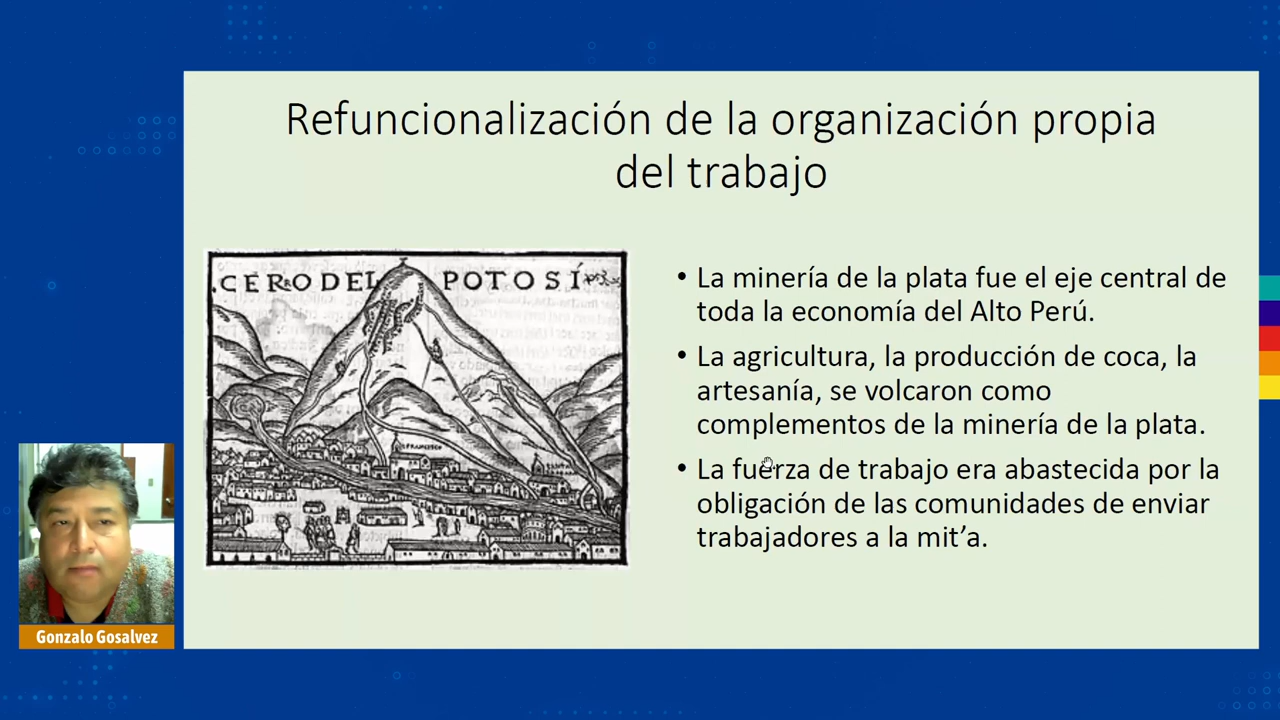 Refuncionalización de la organización propia
del trabajo
.CERRO DEL POTOSÍ
S. FRANCISCO
• La minería de la plata fue el eje central de
toda la economía del Alto Perú.
• La agricultura, la producción de coca, la
artesanía, se volcaron como
complementos de la minería de la plata.
• La fuerza de trabajo era abastecida por la
obligación de las comunidades de enviar
trabajadores a la mit’a.
Gonzalo Gosalvez